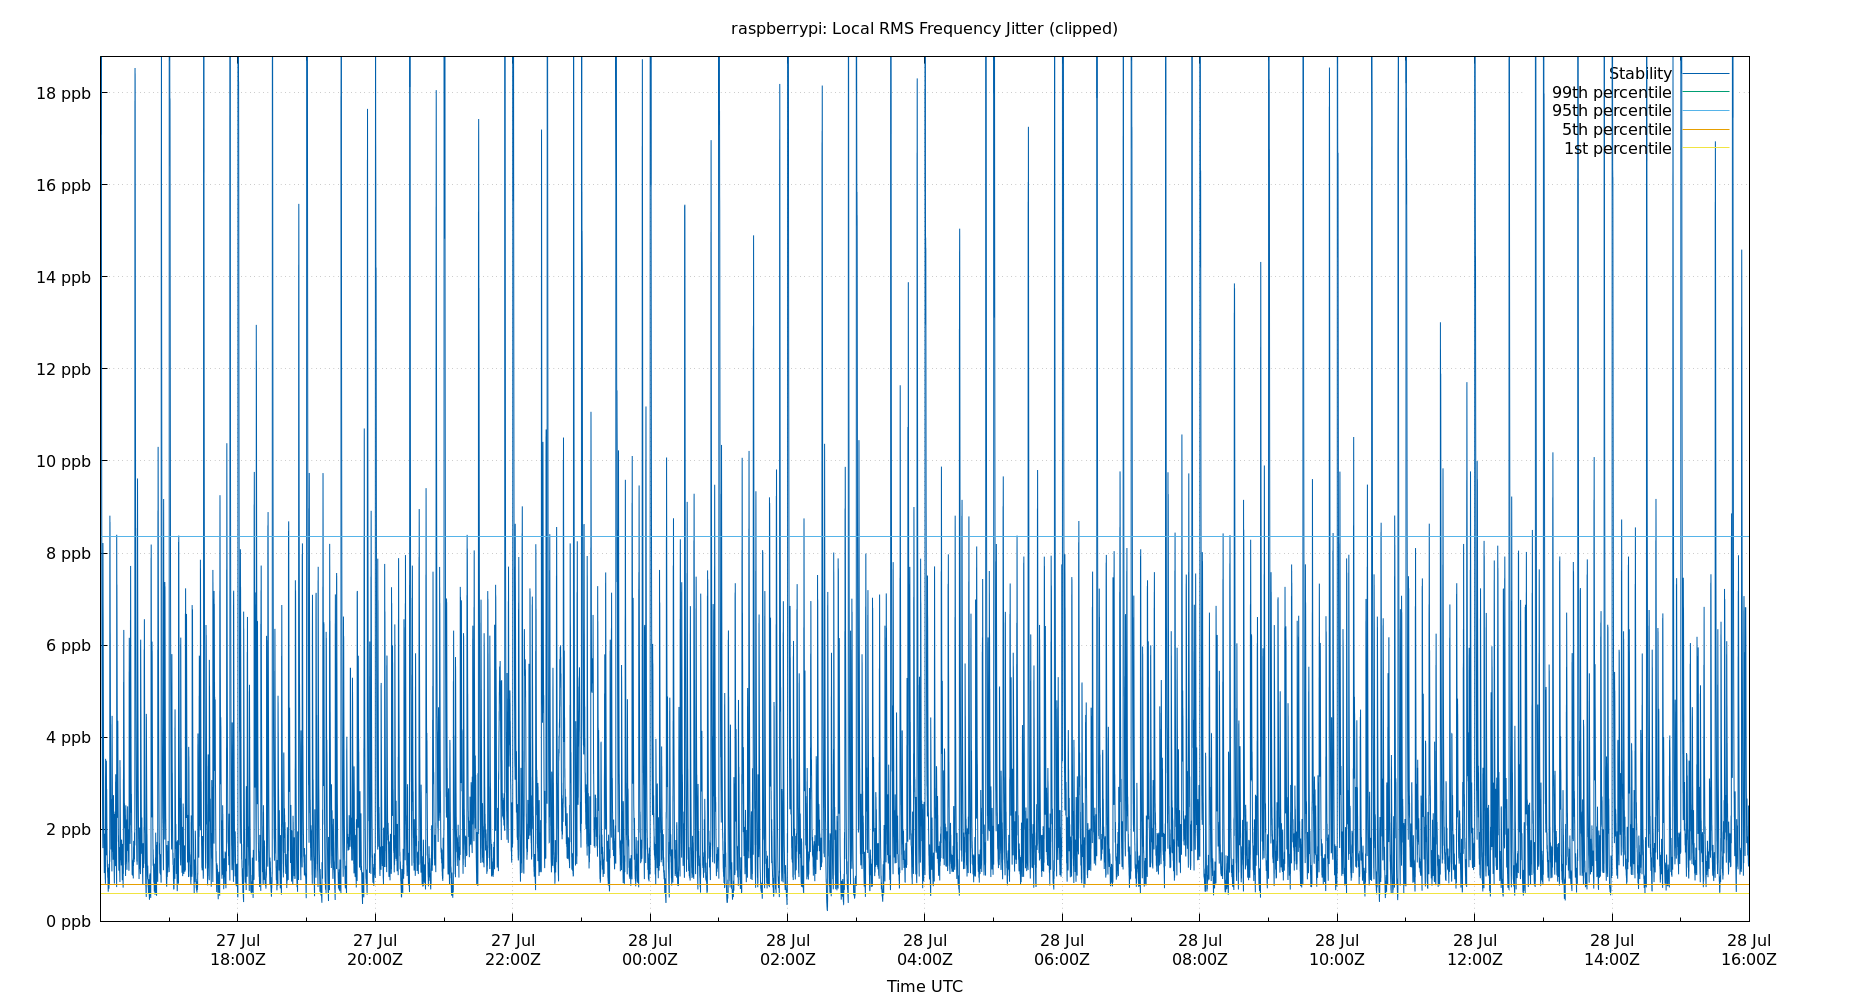 raspberrypi: Local RMS Frequency Jitter (clipped)
Stability
99th percentile
95th percentile
5th percentile
1st percentile
18 ppb
16 ppb
14 ppb
12 ppb
10 ppb
8 ppb
6 ppb
4 ppb
2 ppb
0 ppb
27 Jul 27 Jul 27 Jul 28 Jul 28 Jul 28 Jul 28 Jul 28 Jul 28 Jul 28 Jul 28 Jul 28 Jul
18:00Z 20:00Z 22:00Z 00:00Z 02:00Z 04:00Z 06:00Z 08:00Z 10:00Z 12:00Z 14:00Z 16:00Z
Time UTC